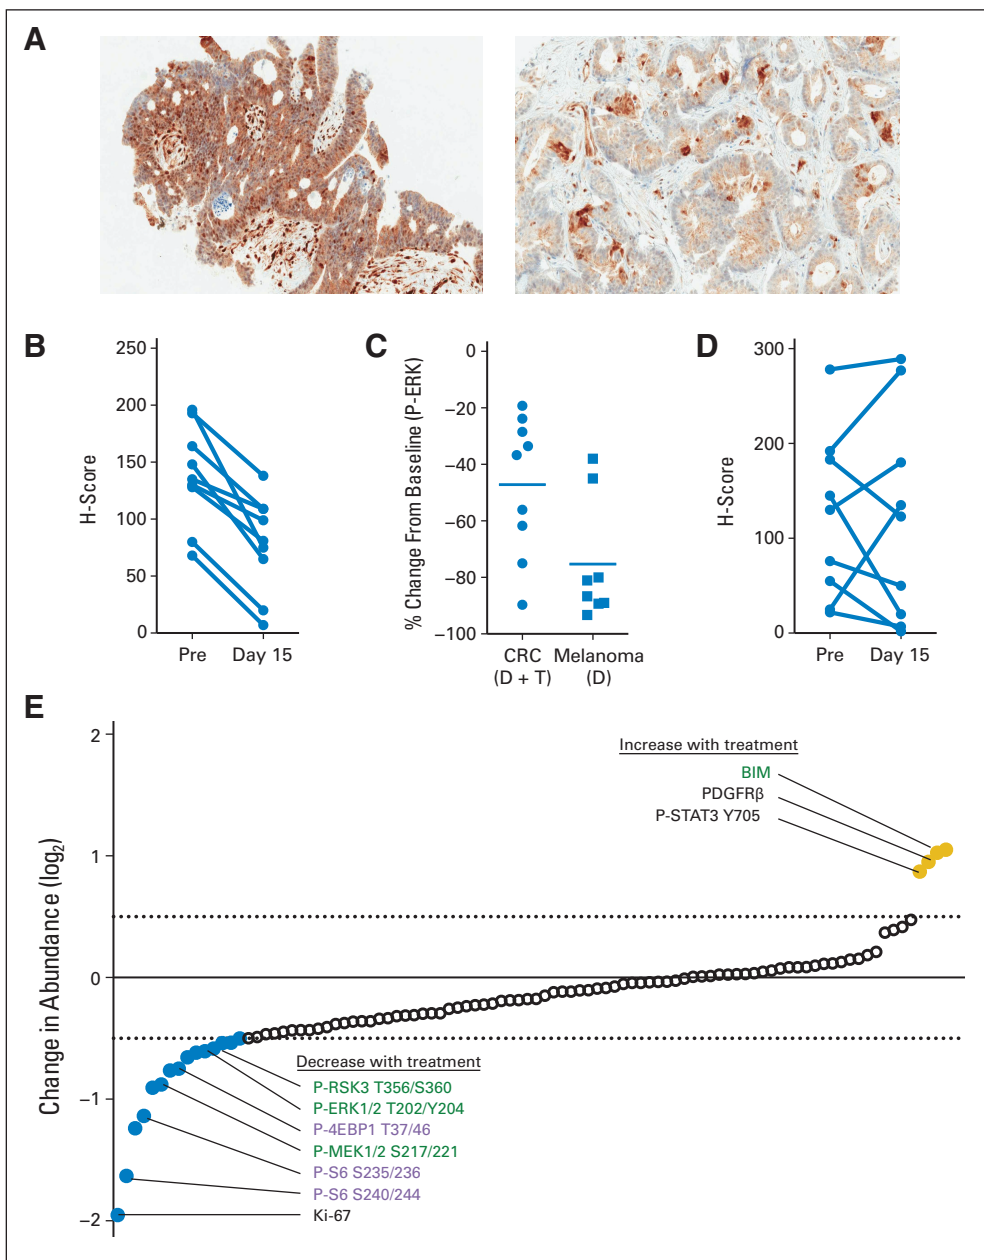 A
B
H-Score
250
200
150
100
50
0
Pre
Day 15
C
% Change From Baseline (P-ERK)
0
−20
−40
−60
−80
−100
CRC
(D + T)
Melanoma
(D)
D
H-Score
300
200
100
0
Pre
Day 15
E
Change in Abundance (log2)
2
1
0
−1
−2
Increase with treatment
BIM
PDGFRβ
P-STAT3 Y705
Decrease with treatment
P-RSK3 T356/S360
P-ERK1/2 T202/Y204
P-4EBP1 T37/46
P-MEK1/2 S217/221
P-S6 S235/236
P-S6 S240/244
Ki-67